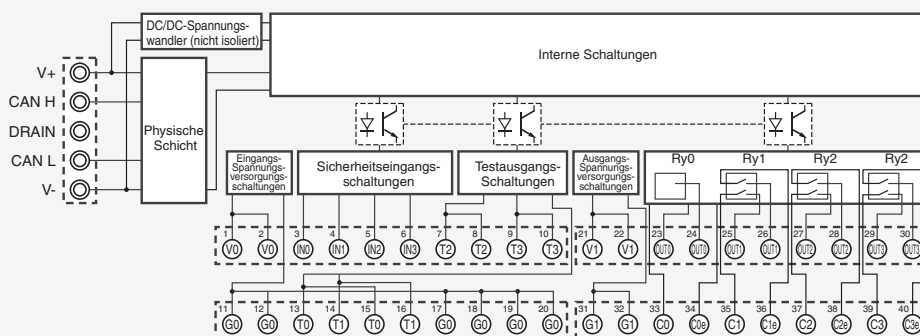 DC/DC-Spannungs-
wandler (nicht isoliert)
Interne Schaltungen
V+
CAN H
DRAIN
CAN L
V-
Physische
Schicht
Eingangs-
Spannungs-
versorgungs-
schaltungen
Sicherheitseingangs-
schaltungen
Testausgangs-
Schaltungen
Ausgangs-
Spannungs-
versorgungs-
schaltungen
Ry0 Ry1 Ry2 Ry2
1 2 3 4 5 6 7 8 9 10 21 22 23 24 25 26 27 28 29 30
V0 V0 IN0 IN1 IN2 IN3 T2 T2 T3 T3 V1 V1 OUT0 OUT0 OUT1 OUT1 OUT2 OUT2 OUT3 OUT3
11 12 13 14 15 16 17 18 19 20 31 32 33 34 35 36 37 38 39 40
G0 G0 T0 T1 T0 T1 G0 G0 G0 G0 G1 G1 C0 C0e C1 C1e C2 C2e C3